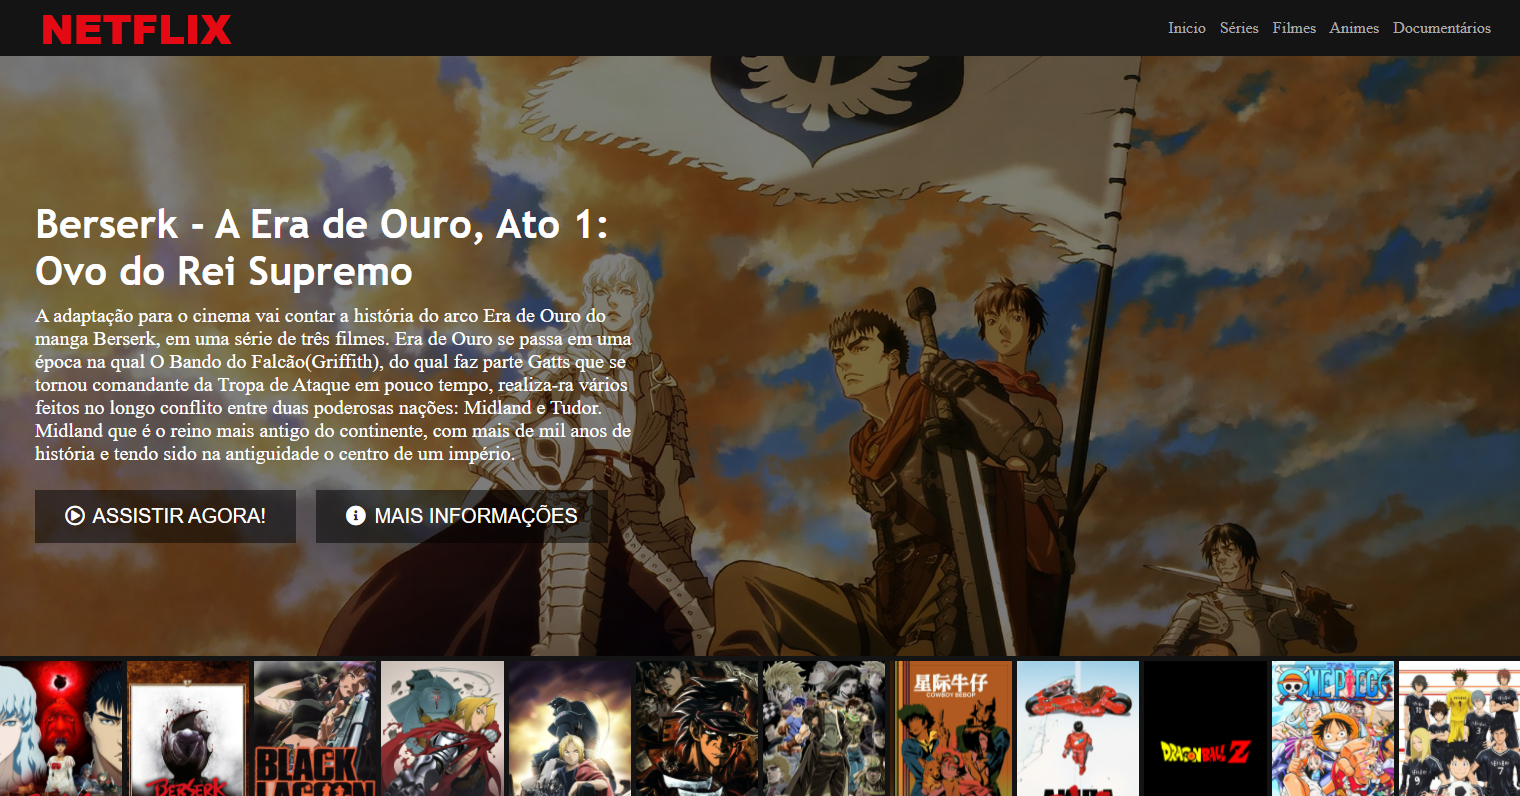 NETFLIX
Inicio Séries Filmes Animes Documentários
Berserk - A Era de Ouro, Ato 1:
Ovo do Rei Supremo
A adaptação para o cinema vai contar a história do arco Era de Ouro do
manga Berserk, em uma série de três filmes. Era de Ouro se passa em uma
época na qual O Bando do Falcão(Griffith), do qual faz parte Gatts que se
tornou comandante da Tropa de Ataque em pouco tempo, realiza-ra vários
feitos no longo conflito entre duas poderosas nações: Midland e Tudor.
Midland que é o reino mais antigo do continente, com mais de mil anos de
história e tendo sido na antiguidade o centro de um império.
ASSISTIR AGORA!
MAIS INFORMAÇÕES
BERSERK
BLACK
LAGOON
星际牛仔
COWBOY BEBOP
DRAGON BALL Z
ONE PIECE
10
1
3
9
7